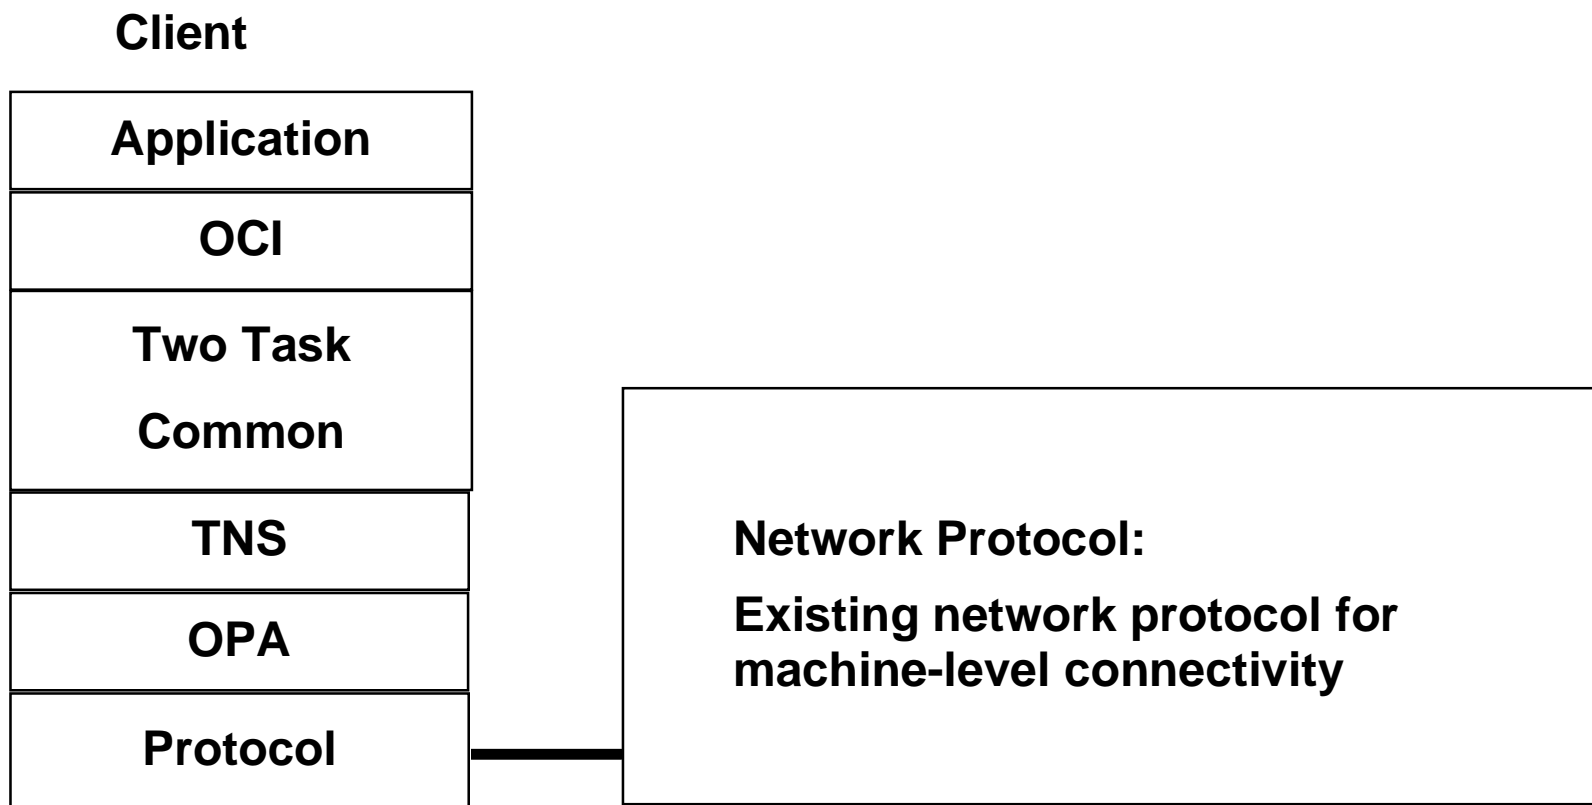 Client
Application
OCI
Two Task
Common
TNS
OPA
Protocol
Network Protocol:
Existing network protocol for
machine-level connectivity